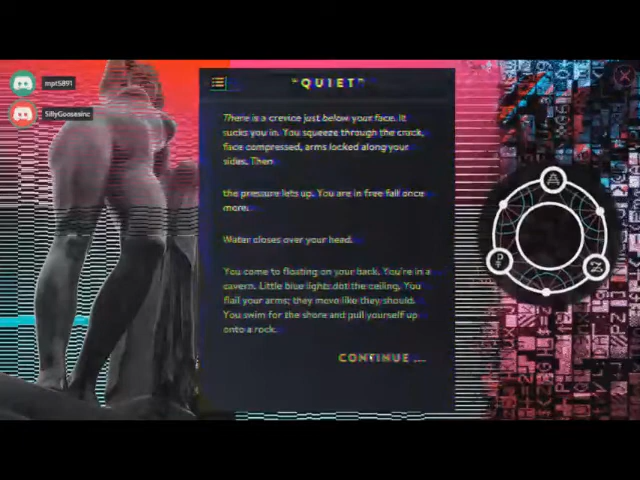 mpt5891
SillyGooseinc
"QUIET"
There is a crevice just below your face. It
sucks you in. You squeeze through the crack,
face compressed, arms locked along your
sides. Then
the pressure lets up. You are in free fall once
more.
Water closes over your head.
You come to floating on your back. You're in a
cavern. Little blue lights dot the ceiling. You
flail your arms; they move like they should.
You swim for the shore and pull yourself up
onto a rock.
CONTINUE ...